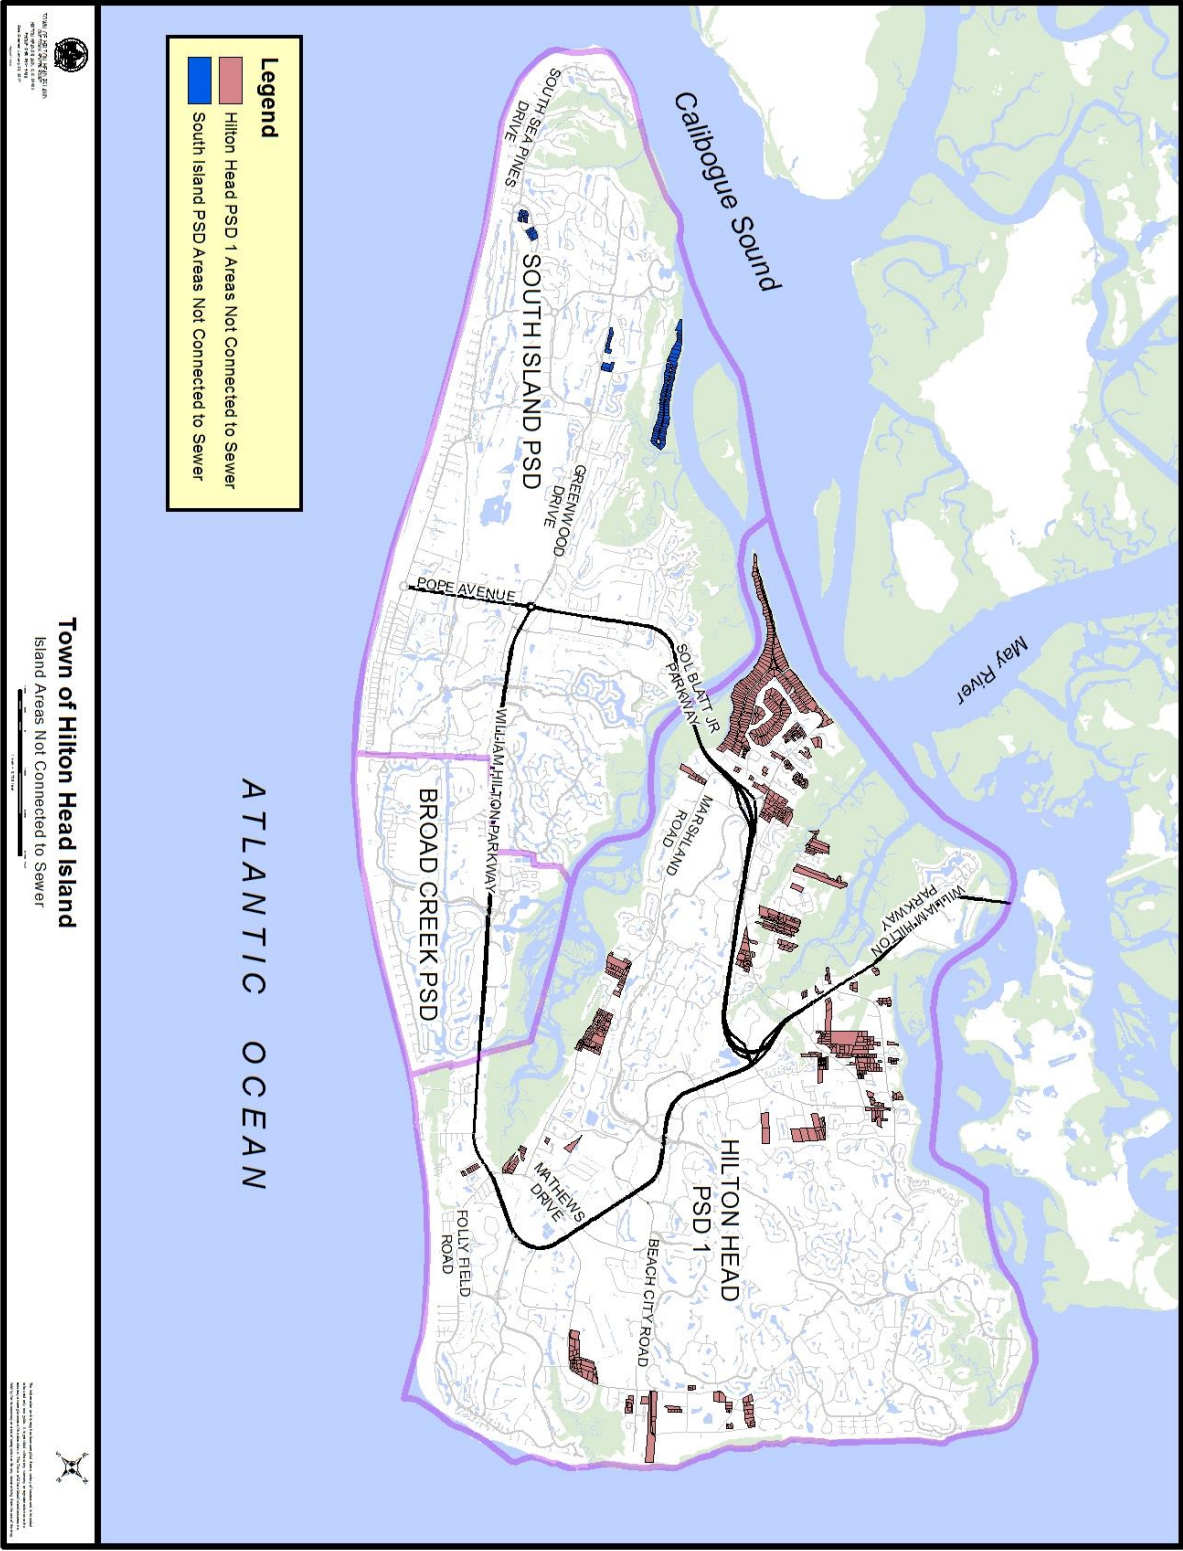 Calibogue Sound
May River
SOUTH SEA PINES
DRIVE
SOUTH ISLAND PSD
GREENWOOD
DRIVE
POPE AVENUE
SOL BLATT JR
PARKWAY
WILLIAM HILTON PARKWAY
MARSHLAND
ROAD
BROAD CREEK PSD
WILLIAM HILTON
PARKWAY
HILTON HEAD
PSD 1
MATHEWS
DRIVE
FOLLY FIELD
ROAD
BEACH CITY ROAD
ATLANTIC OCEAN
Legend
Hilton Head PSD 1 Areas Not Connected to Sewer
South Island PSD Areas Not Connected to Sewer
Town of Hilton Head Island
Island Areas Not Connected to Sewer